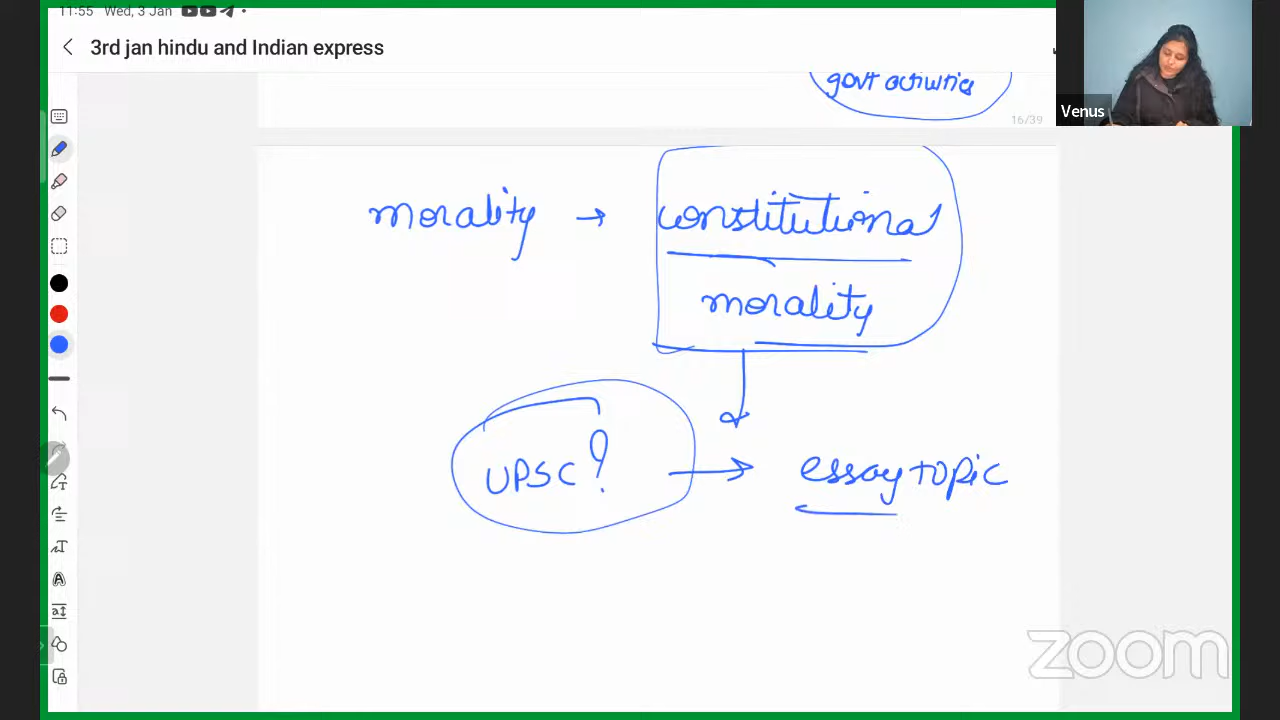 11:55 Wed, 3 Jan
3rd jan hindu and Indian express
Venus
govt activities
16/39
morality → constitutional
morality
UPSC? → essay topic
zoom